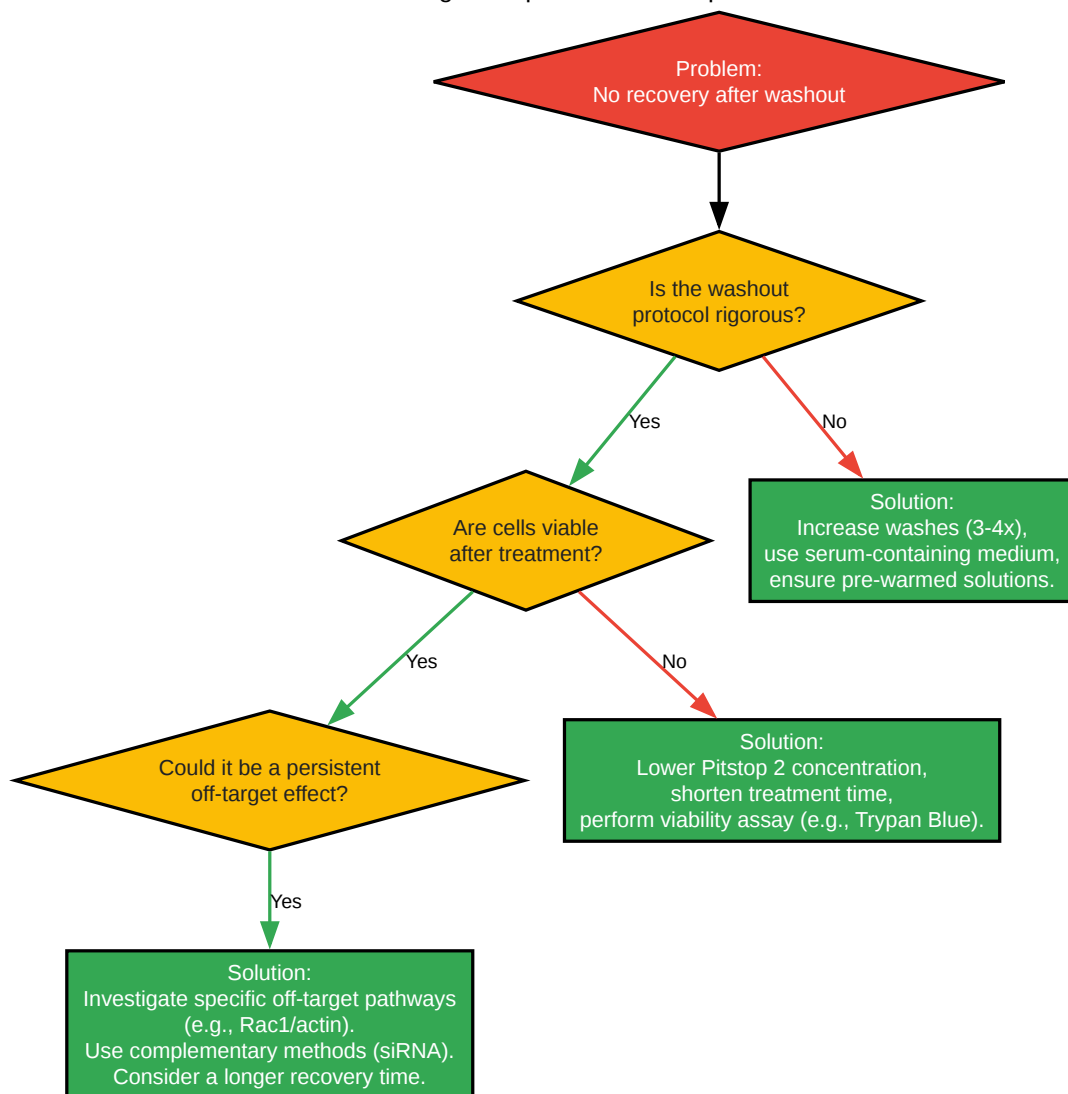 Problem:
No recovery after washout
Is the washout
protocol rigorous?
Yes
No
Are cells viable
after treatment?
Solution:
Increase washes (3-4x),
use serum-containing medium,
ensure pre-warmed solutions.
Yes
No
Could it be a persistent
off-target effect?
Solution:
Lower Pitstop 2 concentration,
shorten treatment time,
perform viability assay (e.g., Trypan Blue).
Yes
Solution:
Investigate specific off-target pathways
(e.g., Rac1/actin).
Use complementary methods (siRNA).
Consider a longer recovery time.